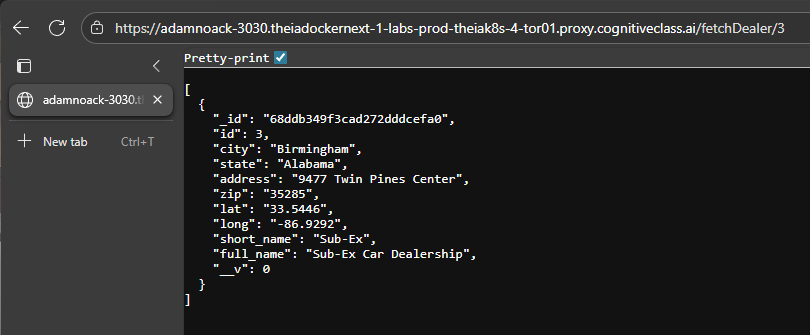 https://adamnoack-3030.theiadockernext-1-labs-prod-theiak8s-4-tor01.proxy.cognitiveclass.ai/fetchDealer/3
Pretty-print
adamnoack-3030.t
New tab Ctrl+T
[
{
"_id": "68ddb349f3cad272dddcefa0",
"id": 3,
"city": "Birmingham",
"state": "Alabama",
"address": "9477 Twin Pines Center",
"zip": "35285",
"lat": "33.5446",
"long": "-86.9292",
"short_name": "Sub-Ex",
"full_name": "Sub-Ex Car Dealership",
"__v": 0
}
]